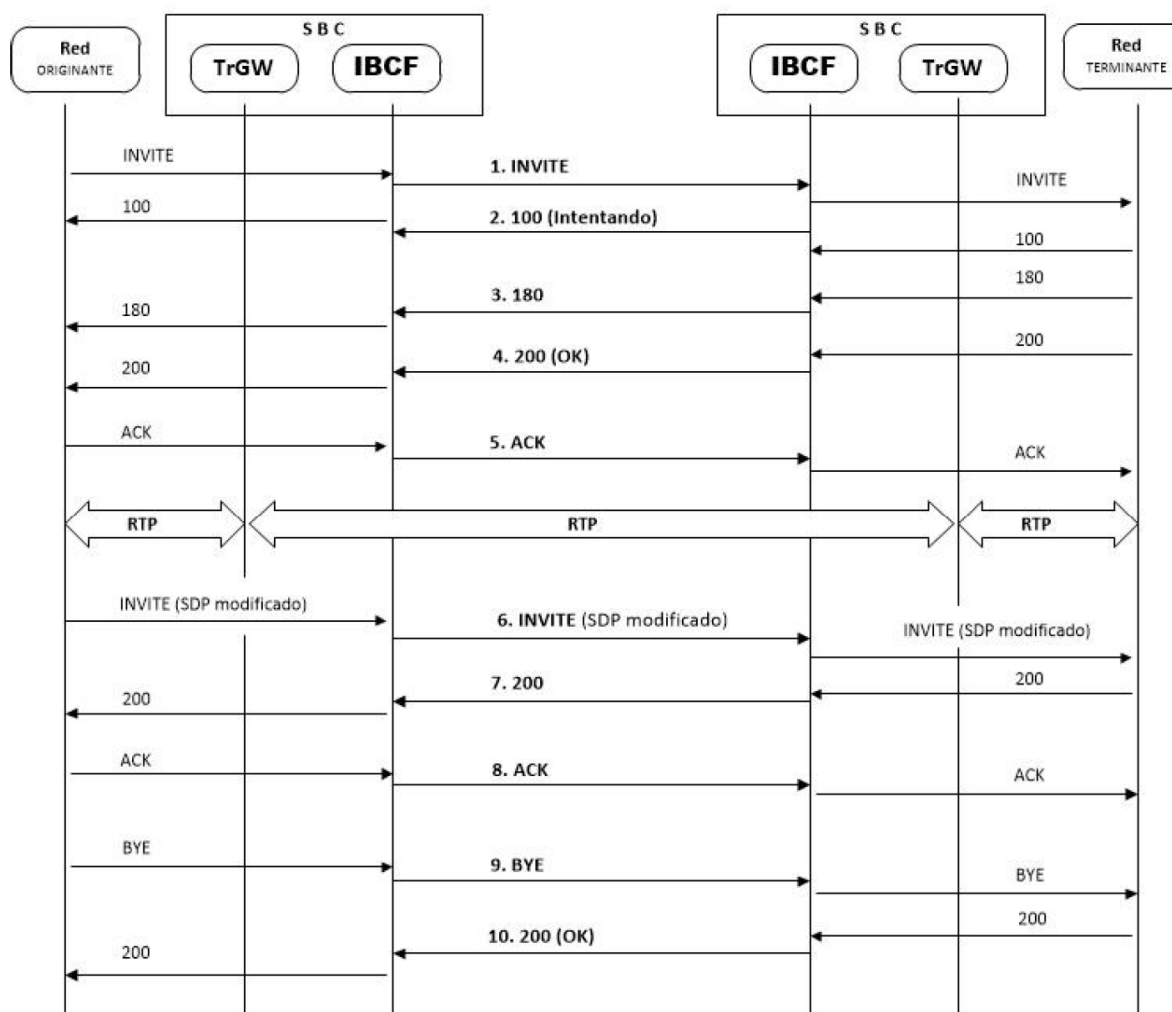 S B C
S B C
Red
ORIGINANTE
TrGW
IBCF
IBCF
TrGW
Red
TERMINANTE
INVITE
1. INVITE
INVITE
100
2. 100 (Intentando)
100
180
3. 180
180
200
4. 200 (OK)
200
ACK
5. ACK
ACK
RTP
RTP
RTP
INVITE (SDP modificado)
6. INVITE (SDP modificado)
INVITE (SDP modificado)
200
7. 200
200
ACK
8. ACK
ACK
BYE
9. BYE
BYE
200
10. 200 (OK)
200